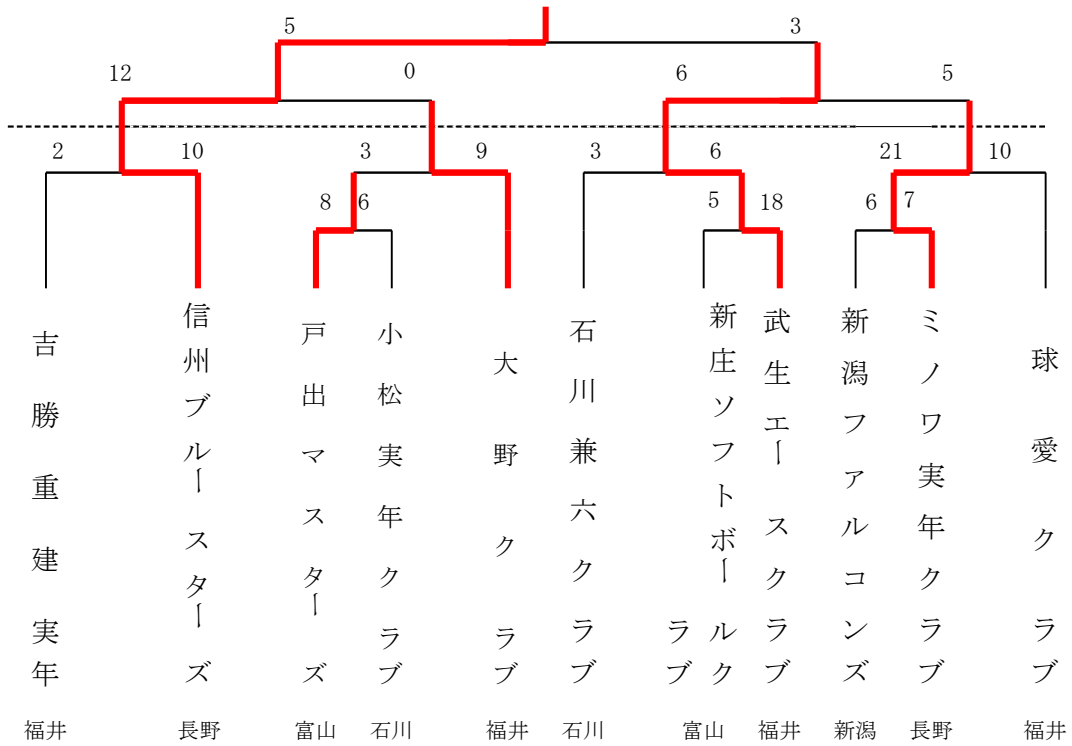 5 3
12 0 6 5
2 10 3 9 3 6 21 10
8 6 5 18 6 7
吉勝重建実年
信州ブルースターズ
戸出マスターズ
小松実年クラブ
大野クラブ
石川兼六クラブ
新庄ソフトボールクラブ
武生エースクラブ
新潟ファルコンズ
ミノワ実年クラブ
球愛クラブ
福井 長野 富山 石川 福井 石川 富山 福井 新潟 長野 福井